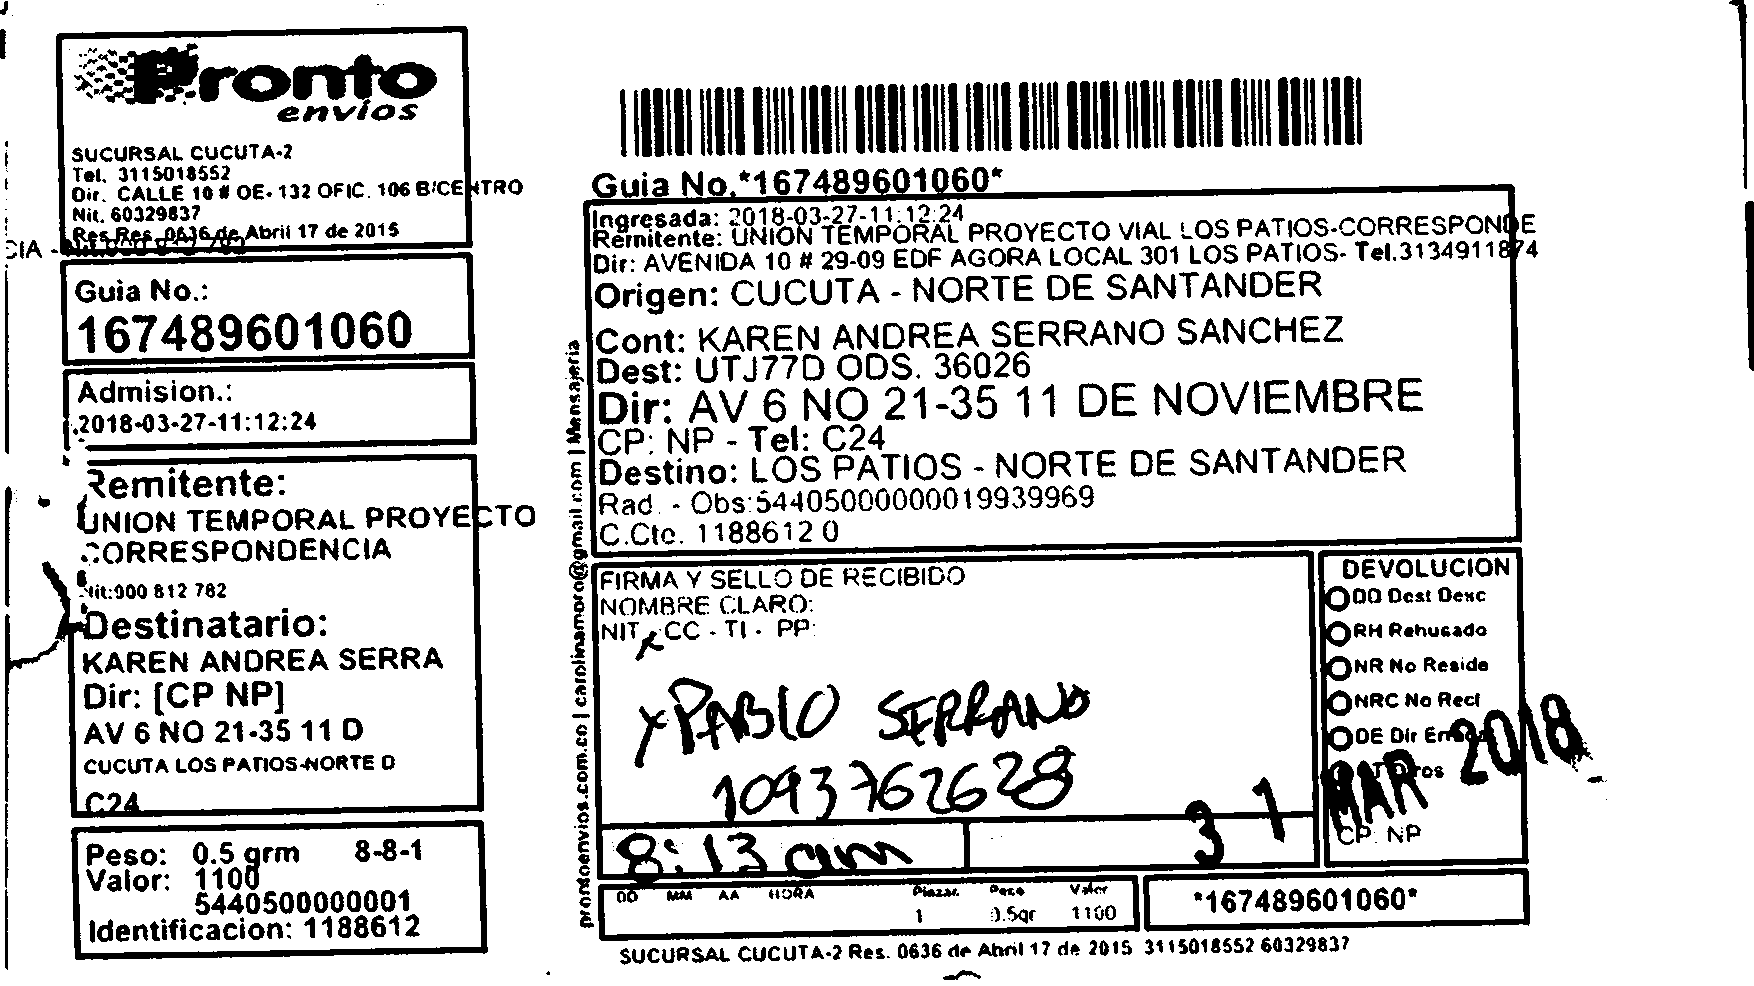 Pronto
envíos
SUCURSAL CUCUTA-2
Tel. 3115018552
Dir. CALLE 10 # OE- 132 OFIC. 106 B/CENTRO
Nit. 60329837
Res.Res. 0636 de Abril 17 de 2015
CIA -
Guia No.:
167489601060
Admision.:
2018-03-27-11:12:24
Remitente:
UNION TEMPORAL PROYECTO
CORRESPONDENCIA
Nit:900 812 782
Destinatario:
KAREN ANDREA SERRA
Dir: [CP NP]
AV 6 NO 21-35 11 D
CUCUTA LOS PATIOS-NORTE D
C24
Peso: 0.5 grm 8-8-1
Valor: 1100
5440500000001
Identificacion: 1188612
prontoenvios.com.co | carolinamoro@gmail.com | Mensajeria
Guia No.*167489601060*
Ingresada: 2018-03-27-11:12:24
Remitente: UNION TEMPORAL PROYECTO VIAL LOS PATIOS-CORRESPONDE
Dir: AVENIDA 10 # 29-09 EDF AGORA LOCAL 301 LOS PATIOS- Tel.3134911874
Origen: CUCUTA - NORTE DE SANTANDER
Cont: KAREN ANDREA SERRANO SANCHEZ
Dest: UTJ77D ODS. 36026
Dir: AV 6 NO 21-35 11 DE NOVIEMBRE
CP: NP - Tel: C24
Destino: LOS PATIOS - NORTE DE SANTANDER
Rad. - Obs:54405000000019939969
C.Cto. 1188612 0
FIRMA Y SELLO DE RECIBIDO
NOMBRE CLARO:
NIT x CC - TI - PP:
x PABLO SERRANO
1093762628
8:13 am
31 MAR 2018
DEVOLUCION
DD Dest Desc
RH Rehusado
NR No Reside
NRC No Recl
DE Dir Errada
OT Otros
CP: NP
DD MM AA HORA Piezas. Peso Valor
1 0.5gr 1100
*167489601060*
SUCURSAL CUCUTA-2 Res. 0636 de Abril 17 de 2015 3115018552 60329837